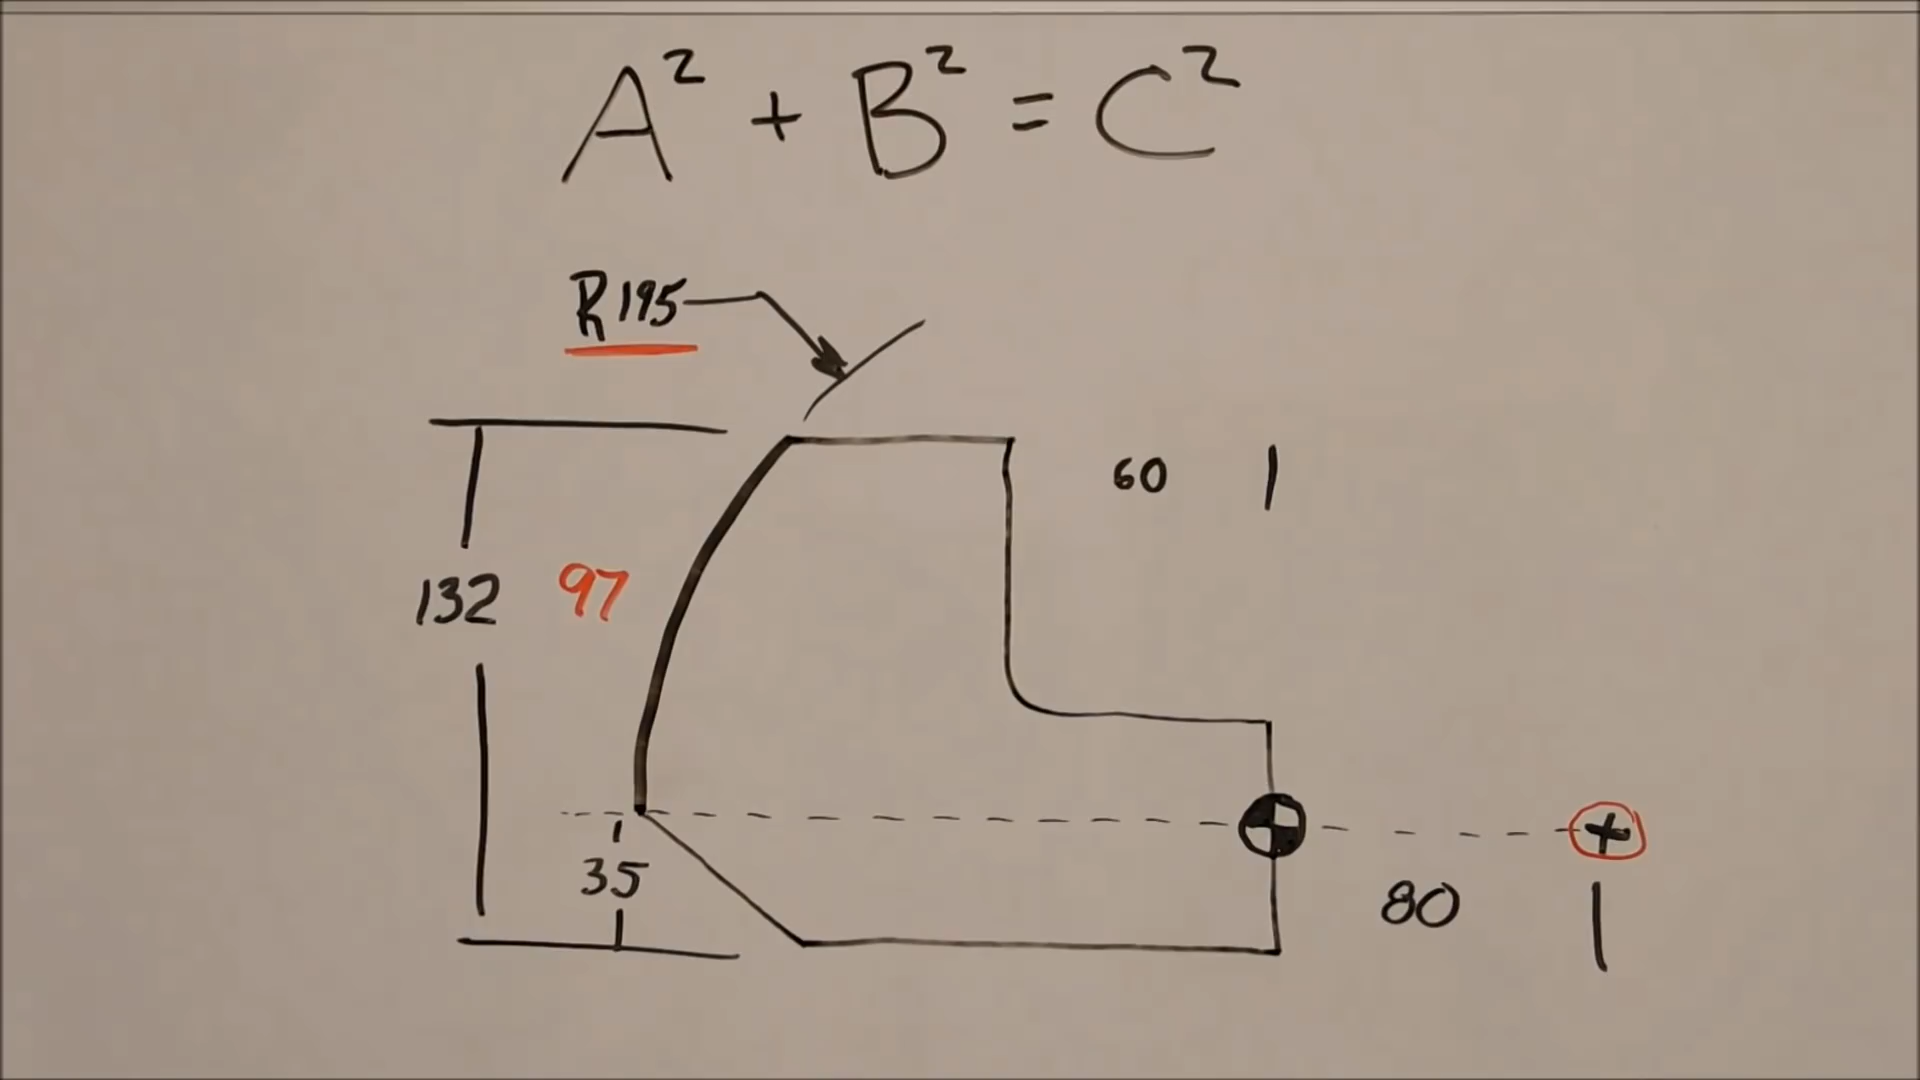 A² + B² = C²
R195
60
132 97
35
80